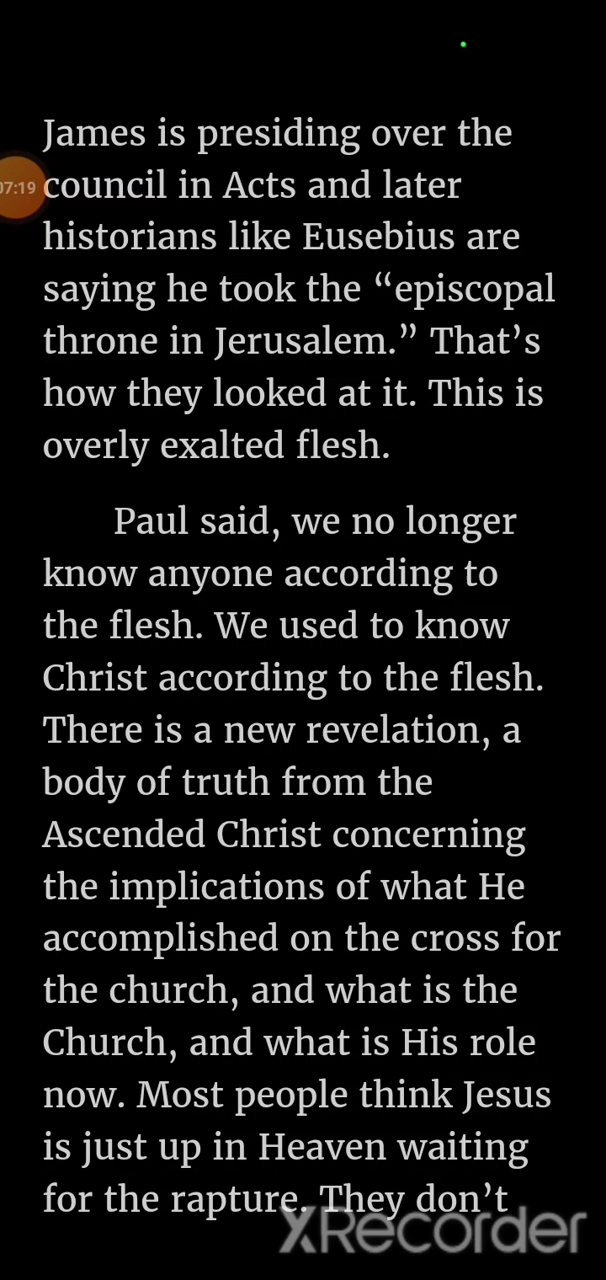 James is presiding over the
07:19
council in Acts and later
historians like Eusebius are
saying he took the “episcopal
throne in Jerusalem.” That’s
how they looked at it. This is
overly exalted flesh.
Paul said, we no longer
know anyone according to
the flesh. We used to know
Christ according to the flesh.
There is a new revelation, a
body of truth from the
Ascended Christ concerning
the implications of what He
accomplished on the cross for
the church, and what is the
Church, and what is His role
now. Most people think Jesus
is just up in Heaven waiting
for the rapture. They don’t
XRecorder